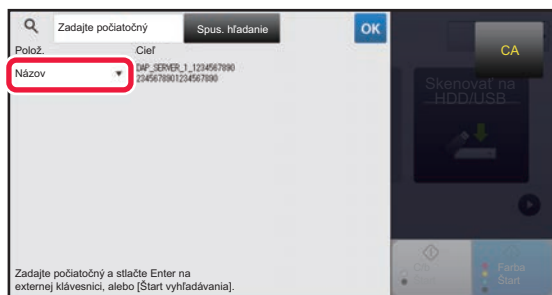 Zadajte počiatočný
Spus. hľadanie
OK
CA
Polož.
Cieľ
Názov
DAP_SERVER_1_1234567890
2345678901234567890
Skenovať na
HDD/USB
Farba
Štart
Zadajte počiatočný a stlačte Enter na
externej klávesnici, alebo [Štart vyhľadávania].